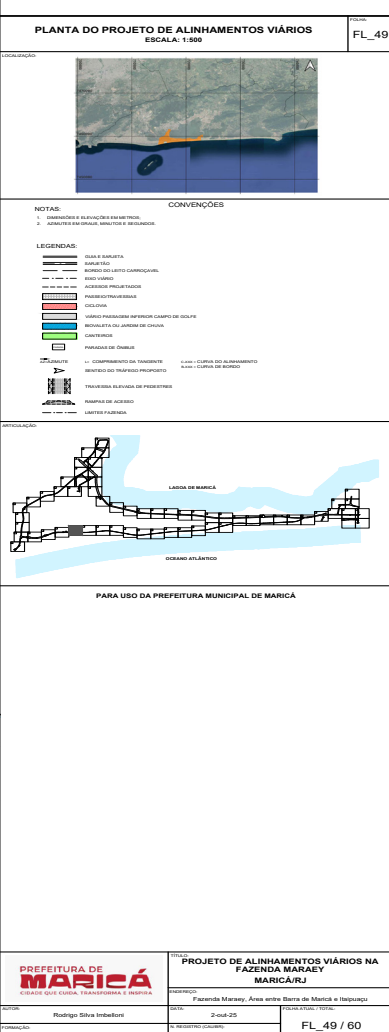 PLANTA DO PROJETO DE ALINHAMENTOS VIÁRIOS
ESCALA: 1:500
FOLHA:
FL_49
LOCALIZAÇÃO:
CONVENÇÕES
NOTAS:
1. DIMENSÕES E ELEVAÇÕES EM METROS;
2. AZIMUTES EM GRAUS, MINUTOS E SEGUNDOS.
LEGENDAS:
GUIA E SARJETA
SARJETÃO
BORDO DO LEITO CARROÇÁVEL
EIXO VIÁRIO
ACESSOS PROJETADOS
PASSEIO/TRAVESSIAS
CICLOVIA
VIÁRIO PASSAGEM INFERIOR CAMPO DE GOLFE
BIOVALETA OU JARDIM DE CHUVA
CANTEIROS
PARADAS DE ÔNIBUS
AZIMUTE
COMPRIMENTO DA TANGENTE
= CURVA DO ALINHAMENTO
= CURVA DE BORDO
SENTIDO DO TRÁFEGO PROPOSTO
TRAVESSIA ELEVADA DE PEDESTRES
RAMPAS DE ACESSO
LIMITES FAZENDA
ARTICULAÇÃO:
LAGOA DE MARICÁ
OCEANO ATLÂNTICO
PARA USO DA PREFEITURA MUNICIPAL DE MARICÁ
PREFEITURA DE
MARICÁ
CIDADE QUE CUIDA, TRANSFORMA E INSPIRA
TÍTULO:
PROJETO DE ALINHAMENTOS VIÁRIOS NA
FAZENDA MARAEY
MARICÁ/RJ
ENDEREÇO:
Fazenda Maraey, Área entre Barra de Maricá e Itaipuaçu
AUTOR:
Rodrigo Silva Imbelloni
DATA:
2-out-25
FOLHA ATUAL / TOTAL:
FL_49 / 60
FORMAÇÃO:
N. REGISTRO (CAU/BR):